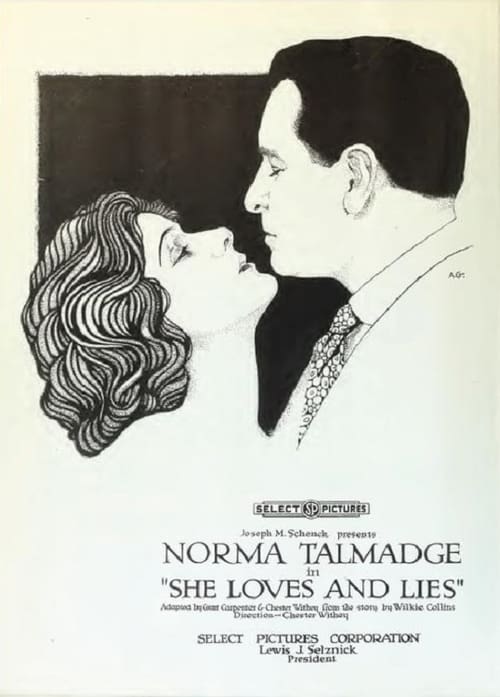 A.G.
SELECT SP PICTURES
Joseph M. Schenck presents
NORMA TALMADGE
in
"SHE LOVES AND LIES"
Adapted by Grant Carpenter & Chester Withey from the story by Wilkie Collins
Direction—Chester Withey
SELECT PICTURES CORPORATION
Lewis J. Selznick
President